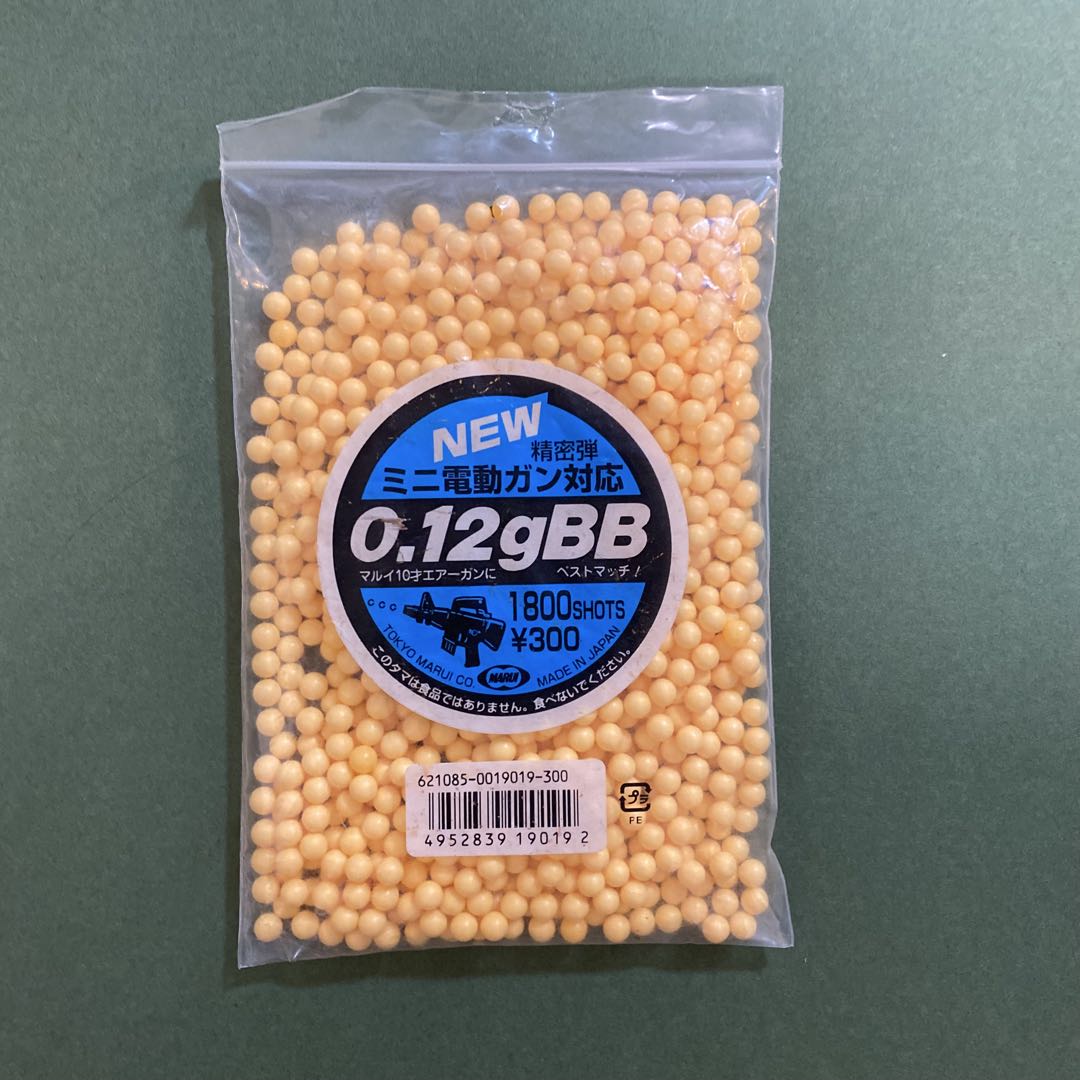 NEW
精密弾
ミニ電動ガン対応
0.12gBB
マルイ10才エアーガンに ベストマッチ!
1800SHOTS
¥300
TOKYO MARUI CO. MARUI MADE IN JAPAN
このタマは食品ではありません。食べないでください。
621085-0019019-300
4952839190192
プラ
PE